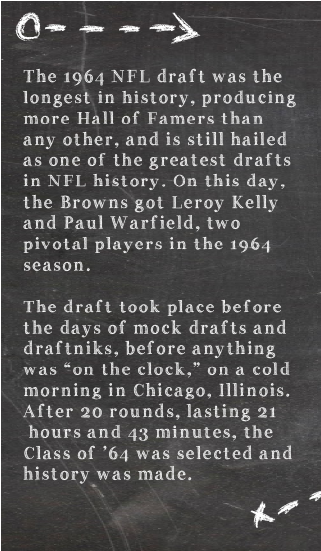 The 1964 NFL draft was the
longest in history, producing
more Hall of Famers than
any other, and is still hailed
as one of the greatest drafts
in NFL history. On this day,
the Browns got Leroy Kelly
and Paul Warfield, two
pivotal players in the 1964
season.
The draft took place before
the days of mock drafts and
draftniks, before anything
was “on the clock,” on a cold
morning in Chicago, Illinois.
After 20 rounds, lasting 21
hours and 43 minutes, the
Class of ’64 was selected and
history was made.